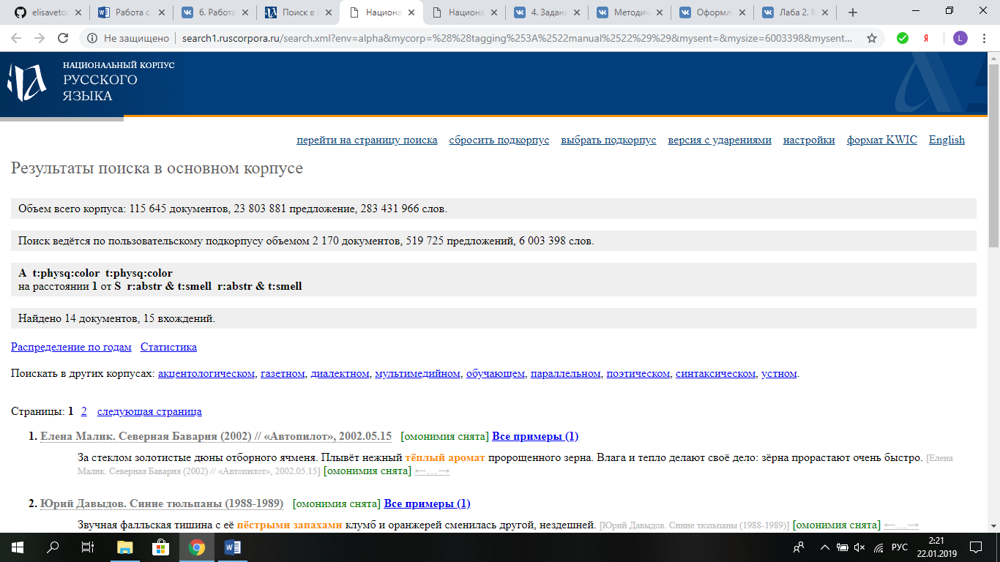 elisavetoc
Работа с
6. Работа
Поиск в
Национа
Национа
4. Задан
Методич
Оформл
Лаба 2.
Не защищено
search1.ruscorpora.ru/search.xml?env=alpha&mycorp=%28%28tagging%253A%2522manual%2522%29%29&mysent=&mysize=6003398&mysent...
Я
L
НАЦИОНАЛЬНЫЙ КОРПУС
РУССКОГО
ЯЗЫКА
перейти на страницу поиска сбросить подкорпус выбрать подкорпус версия с ударениями настройки формат KWIC English
Результаты поиска в основном корпусе
Объем всего корпуса: 115 645 документов, 23 803 881 предложение, 283 431 966 слов.
Поиск ведётся по пользовательскому подкорпусу объемом 2 170 документов, 519 725 предложений, 6 003 398 слов.
A t:physq:color t:physq:color
на расстоянии 1 от S r:abstr & t:smell r:abstr & t:smell
Найдено 14 документов, 15 вхождений.
Распределение по годам Статистика
Поискать в других корпусах: акцентологическом, газетном, диалектном, мультимедийном, обучающем, параллельном, поэтическом, синтаксическом, устном.
Страницы: 1 2 следующая страница
1. Елена Малик. Северная Бавария (2002) // «Автопилот», 2002.05.15 [омонимия снята] Все примеры (1)
За стеклом золотистые дюны отборного ячменя. Плывёт нежный тёплый аромат пророщенного зерна. Влага и тепло делают своё дело: зёрна прорастают очень быстро. [Елена
Малик. Северная Бавария (2002) // «Автопилот», 2002.05.15] [омонимия снята] ←…→
2. Юрий Давыдов. Синие тюльпаны (1988-1989) [омонимия снята] Все примеры (1)
Звучная фалльская тишина с её пёстрыми запахами клумб и оранжерей сменилась другой, нездешней. [Юрий Давыдов. Синие тюльпаны (1988-1989)] [омонимия снята] ←…→
РУС
2:21
22.01.2019